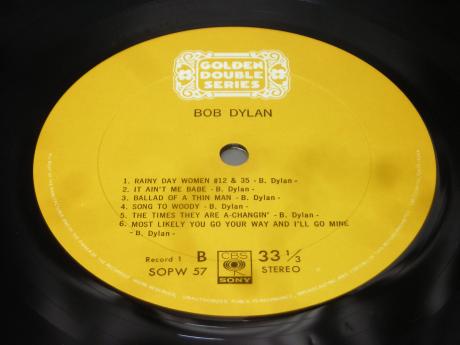 GOLDEN
DOUBLE
SERIES
BOB DYLAN
1. RAINY DAY WOMEN #12 & 35 - B. Dylan -
2. IT AIN'T ME BABE - B. Dylan -
3. BALLAD OF A THIN MAN - B. Dylan -
4. SONG TO WOODY - B. Dylan -
5. THE TIMES THEY ARE A-CHANGIN' - B. Dylan -
6. MOST LIKELY YOU GO YOUR WAY AND I'LL GO MINE
- B. Dylan -
Record 1 B
SOPW 57
CBS
SONY
33 1/3
STEREO